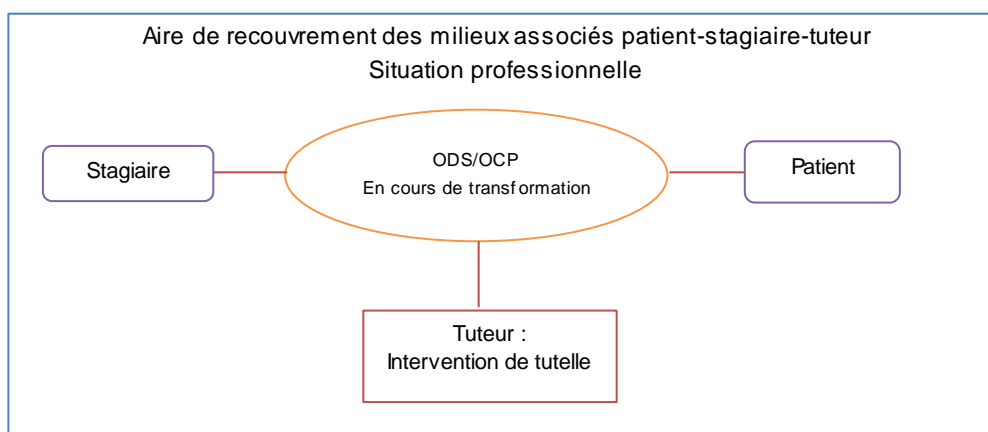 Aire de recouvrement des milieux associés patient-stagiaire-tuteur
Situation professionnelle
ODS/OCP
En cours de transformation
Stagiaire
Patient
Tuteur :
Intervention de tutelle